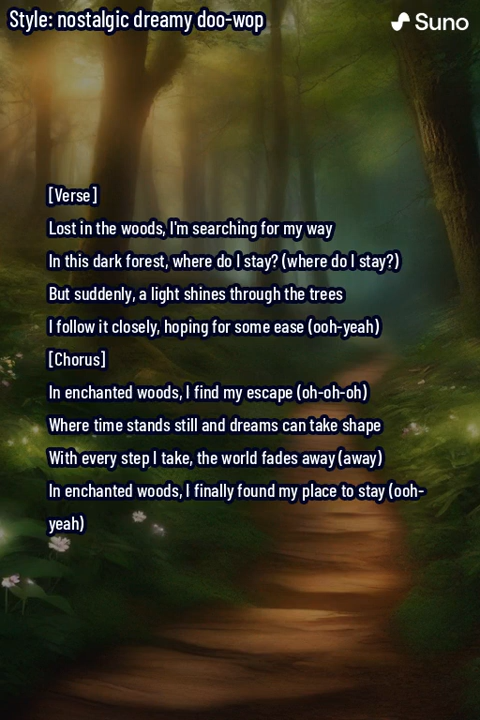 Style: nostalgic dreamy doo-wop
Suno
[Verse]
Lost in the woods, I'm searching for my way
In this dark forest, where do I stay? (where do I stay?)
But suddenly, a light shines through the trees
I follow it closely, hoping for some ease (ooh-yeah)
[Chorus]
In enchanted woods, I find my escape (oh-oh-oh)
Where time stands still and dreams can take shape
With every step I take, the world fades away (away)
In enchanted woods, I finally found my place to stay (ooh-
yeah)